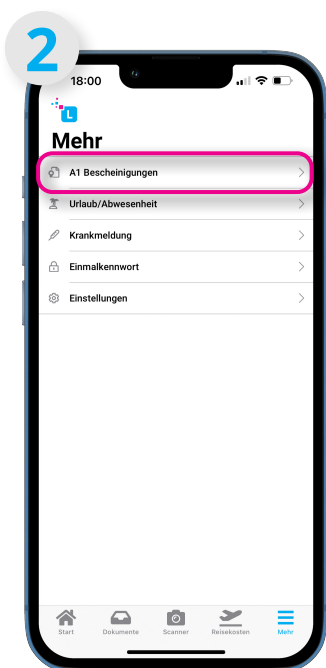 2
18:00
L
Mehr
A1 Bescheinigungen
Urlaub/Abwesenheit
Krankmeldung
Einmalkennwort
Einstellungen
Start Dokumente Scanner Reisekosten Mehr